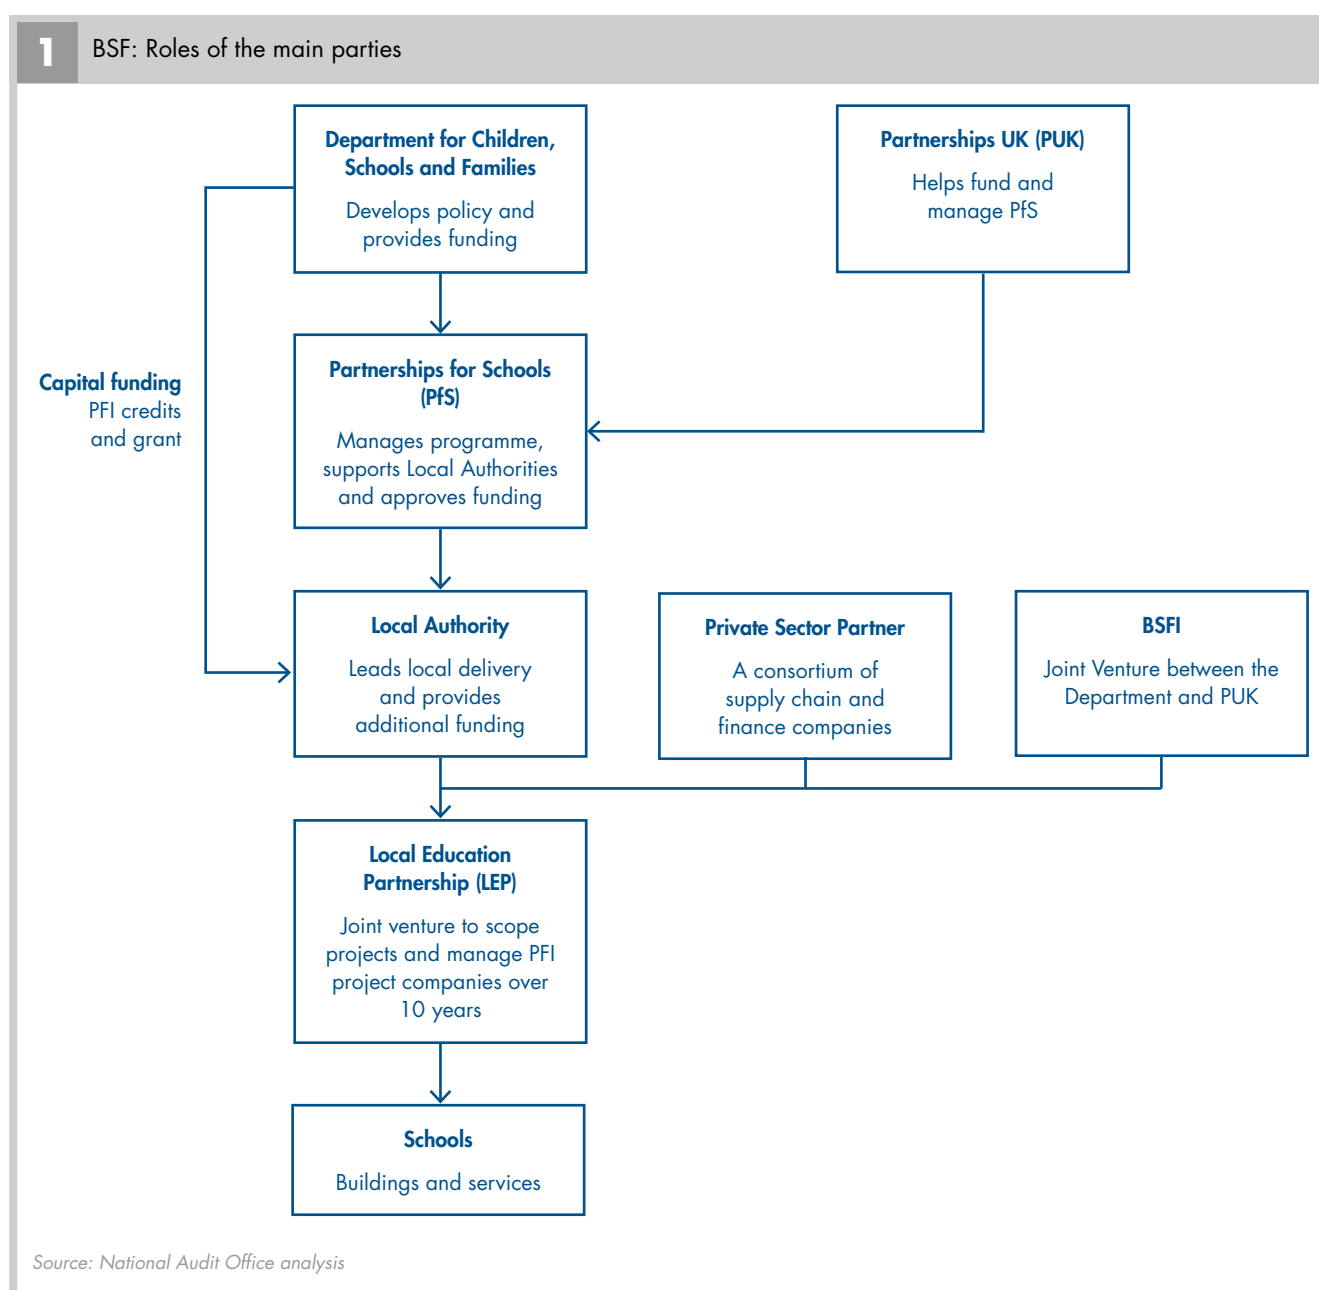 1
BSF: Roles of the main parties
Department for Children,
Schools and Families
Develops policy and
provides funding
Partnerships UK (PUK)
Helps fund and
manage PfS
Capital funding
PFI credits
and grant
Partnerships for Schools
(PfS)
Manages programme,
supports Local Authorities
and approves funding
Local Authority
Leads local delivery
and provides
additional funding
Private Sector Partner
A consortium of
supply chain and
finance companies
BSFI
Joint Venture between the
Department and PUK
Local Education
Partnership (LEP)
Joint venture to scope
projects and manage PFI
project companies over
10 years
Schools
Buildings and services
Source: National Audit Office analysis